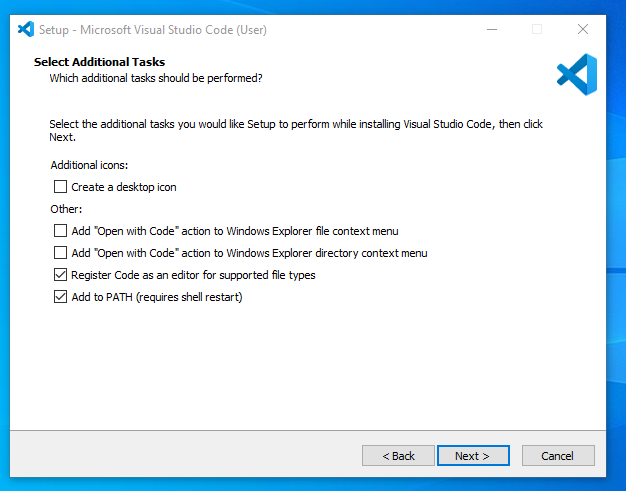 Setup - Microsoft Visual Studio Code (User)
Select Additional Tasks
Which additional tasks should be performed?
Select the additional tasks you would like Setup to perform while installing Visual Studio Code, then click
Next.
Additional icons:
Create a desktop icon
Other:
Add "Open with Code" action to Windows Explorer file context menu
Add "Open with Code" action to Windows Explorer directory context menu
Register Code as an editor for supported file types
Add to PATH (requires shell restart)
< Back Next > Cancel